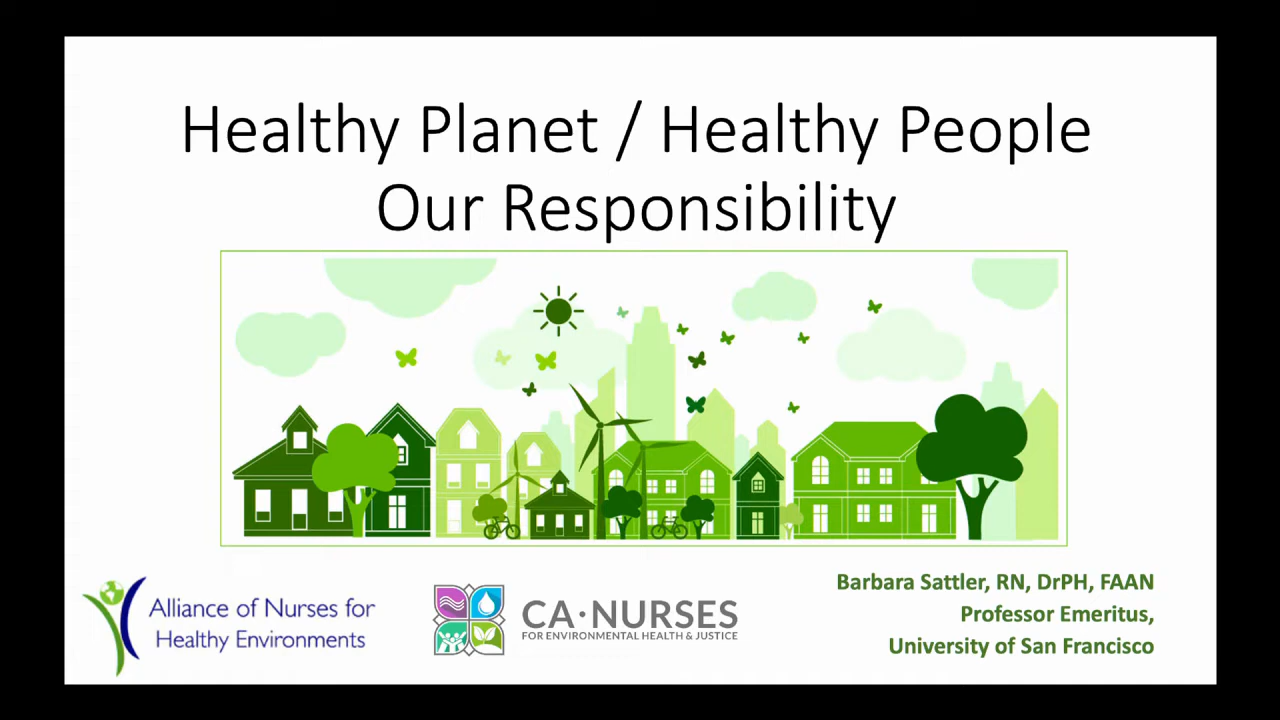 Healthy Planet / Healthy People
Our Responsibility
Alliance of Nurses for
Healthy Environments
CA·NURSES
FOR ENVIRONMENTAL HEALTH & JUSTICE
Barbara Sattler, RN, DrPH, FAAN
Professor Emeritus,
University of San Francisco